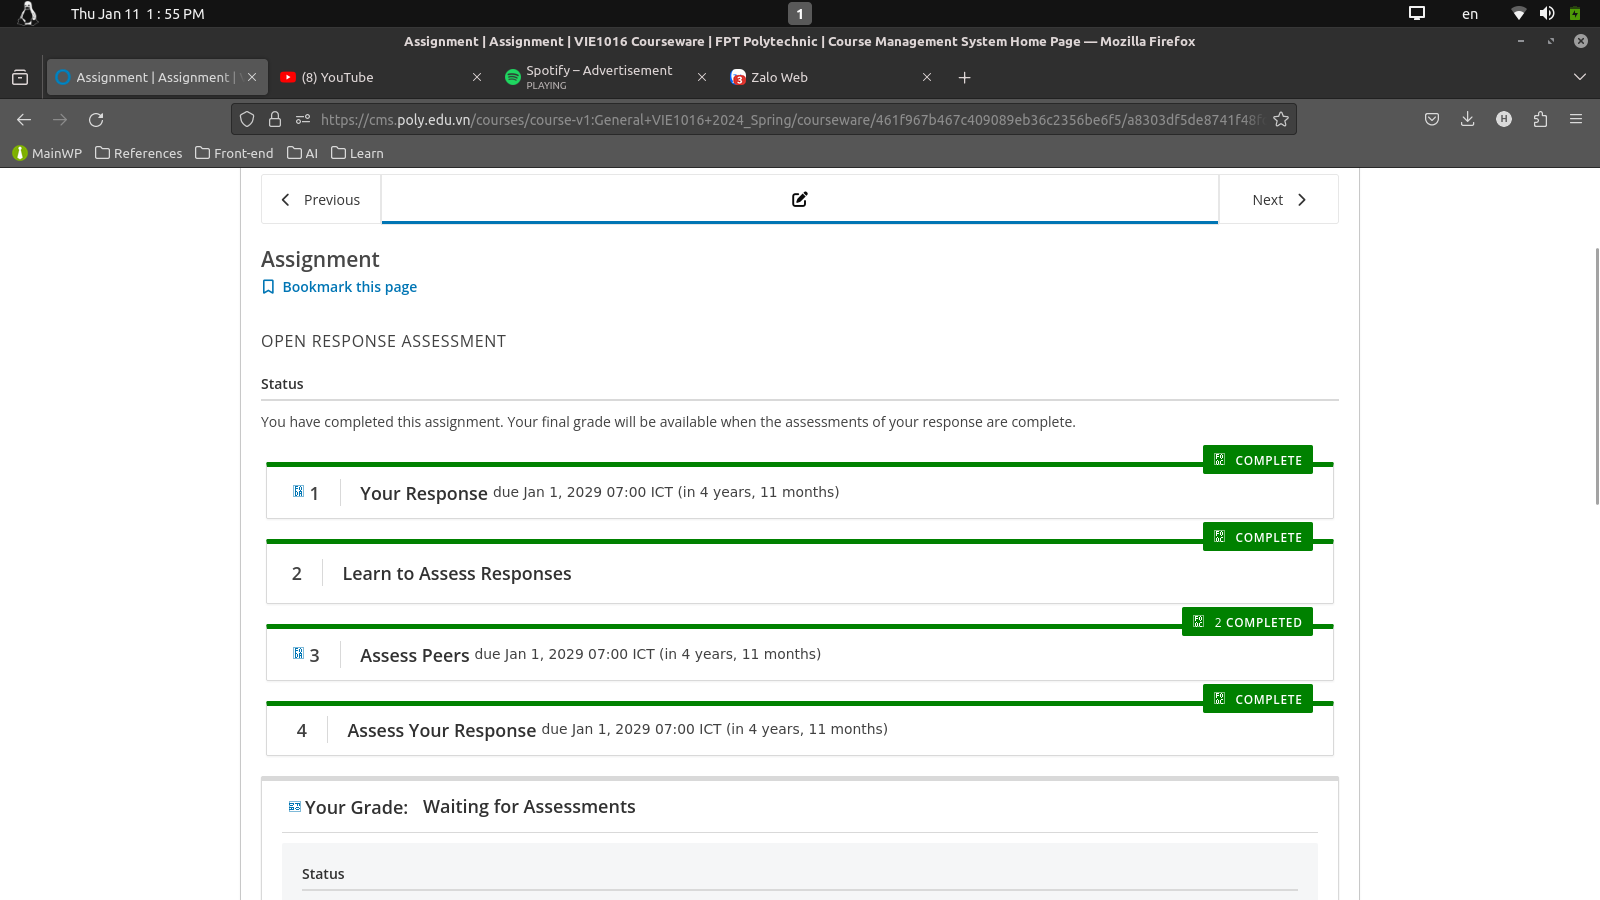 Thu Jan 11  1 : 55 PM
1
en
Assignment | Assignment | VIE1016 Courseware | FPT Polytechnic | Course Management System Home Page — Mozilla Firefox
Assignment | Assignment |
(8) YouTube
Spotify – Advertisement
PLAYING
3
Zalo Web
https://cms.poly.edu.vn/courses/course-v1:General+VIE1016+2024_Spring/courseware/461f967b467c409089eb36c2356be6f5/a8303df5de8741f48f
H
MainWP
References
Front-end
AI
Learn
Previous
Next
Assignment
Bookmark this page
OPEN RESPONSE ASSESSMENT
Status
You have completed this assignment. Your final grade will be available when the assessments of your response are complete.
COMPLETE
1 Your Response due Jan 1, 2029 07:00 ICT (in 4 years, 11 months)
COMPLETE
2 Learn to Assess Responses
2 COMPLETED
3 Assess Peers due Jan 1, 2029 07:00 ICT (in 4 years, 11 months)
COMPLETE
4 Assess Your Response due Jan 1, 2029 07:00 ICT (in 4 years, 11 months)
Your Grade: Waiting for Assessments
Status